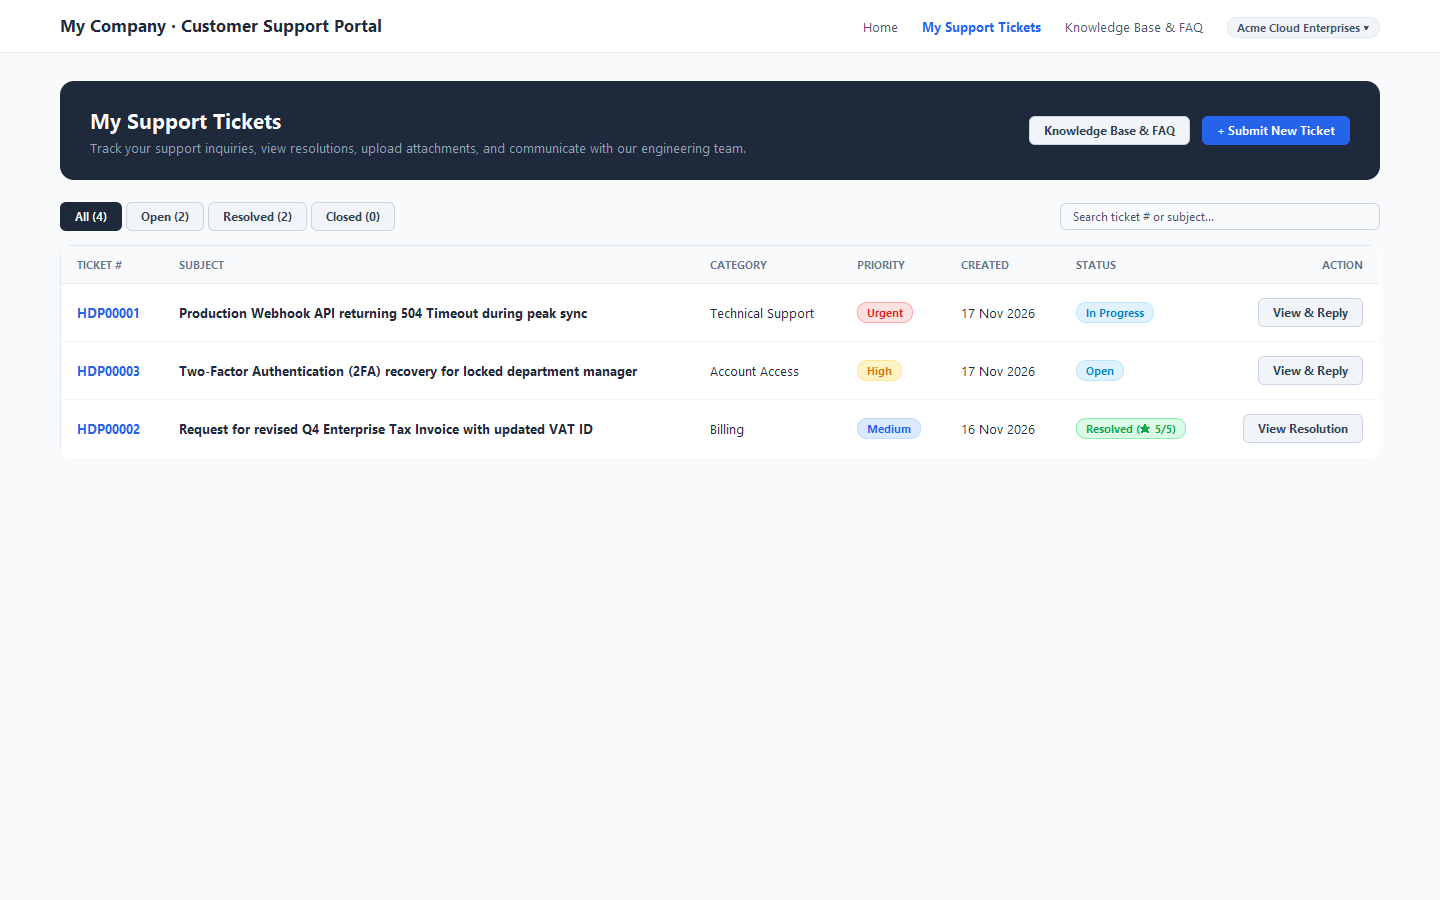 My Company · Customer Support Portal
Home My Support Tickets Knowledge Base & FAQ Acme Cloud Enterprises ▾
My Support Tickets
Track your support inquiries, view resolutions, upload attachments, and communicate with our engineering team.
Knowledge Base & FAQ + Submit New Ticket
All (4) Open (2) Resolved (2) Closed (0) Search ticket # or subject...
TICKET # SUBJECT CATEGORY PRIORITY CREATED STATUS ACTION
HDP00001 Production Webhook API returning 504 Timeout during peak sync Technical Support Urgent 17 Nov 2026 In Progress View & Reply
HDP00003 Two-Factor Authentication (2FA) recovery for locked department manager Account Access High 17 Nov 2026 Open View & Reply
HDP00002 Request for revised Q4 Enterprise Tax Invoice with updated VAT ID Billing Medium 16 Nov 2026 Resolved (★ 5/5) View Resolution